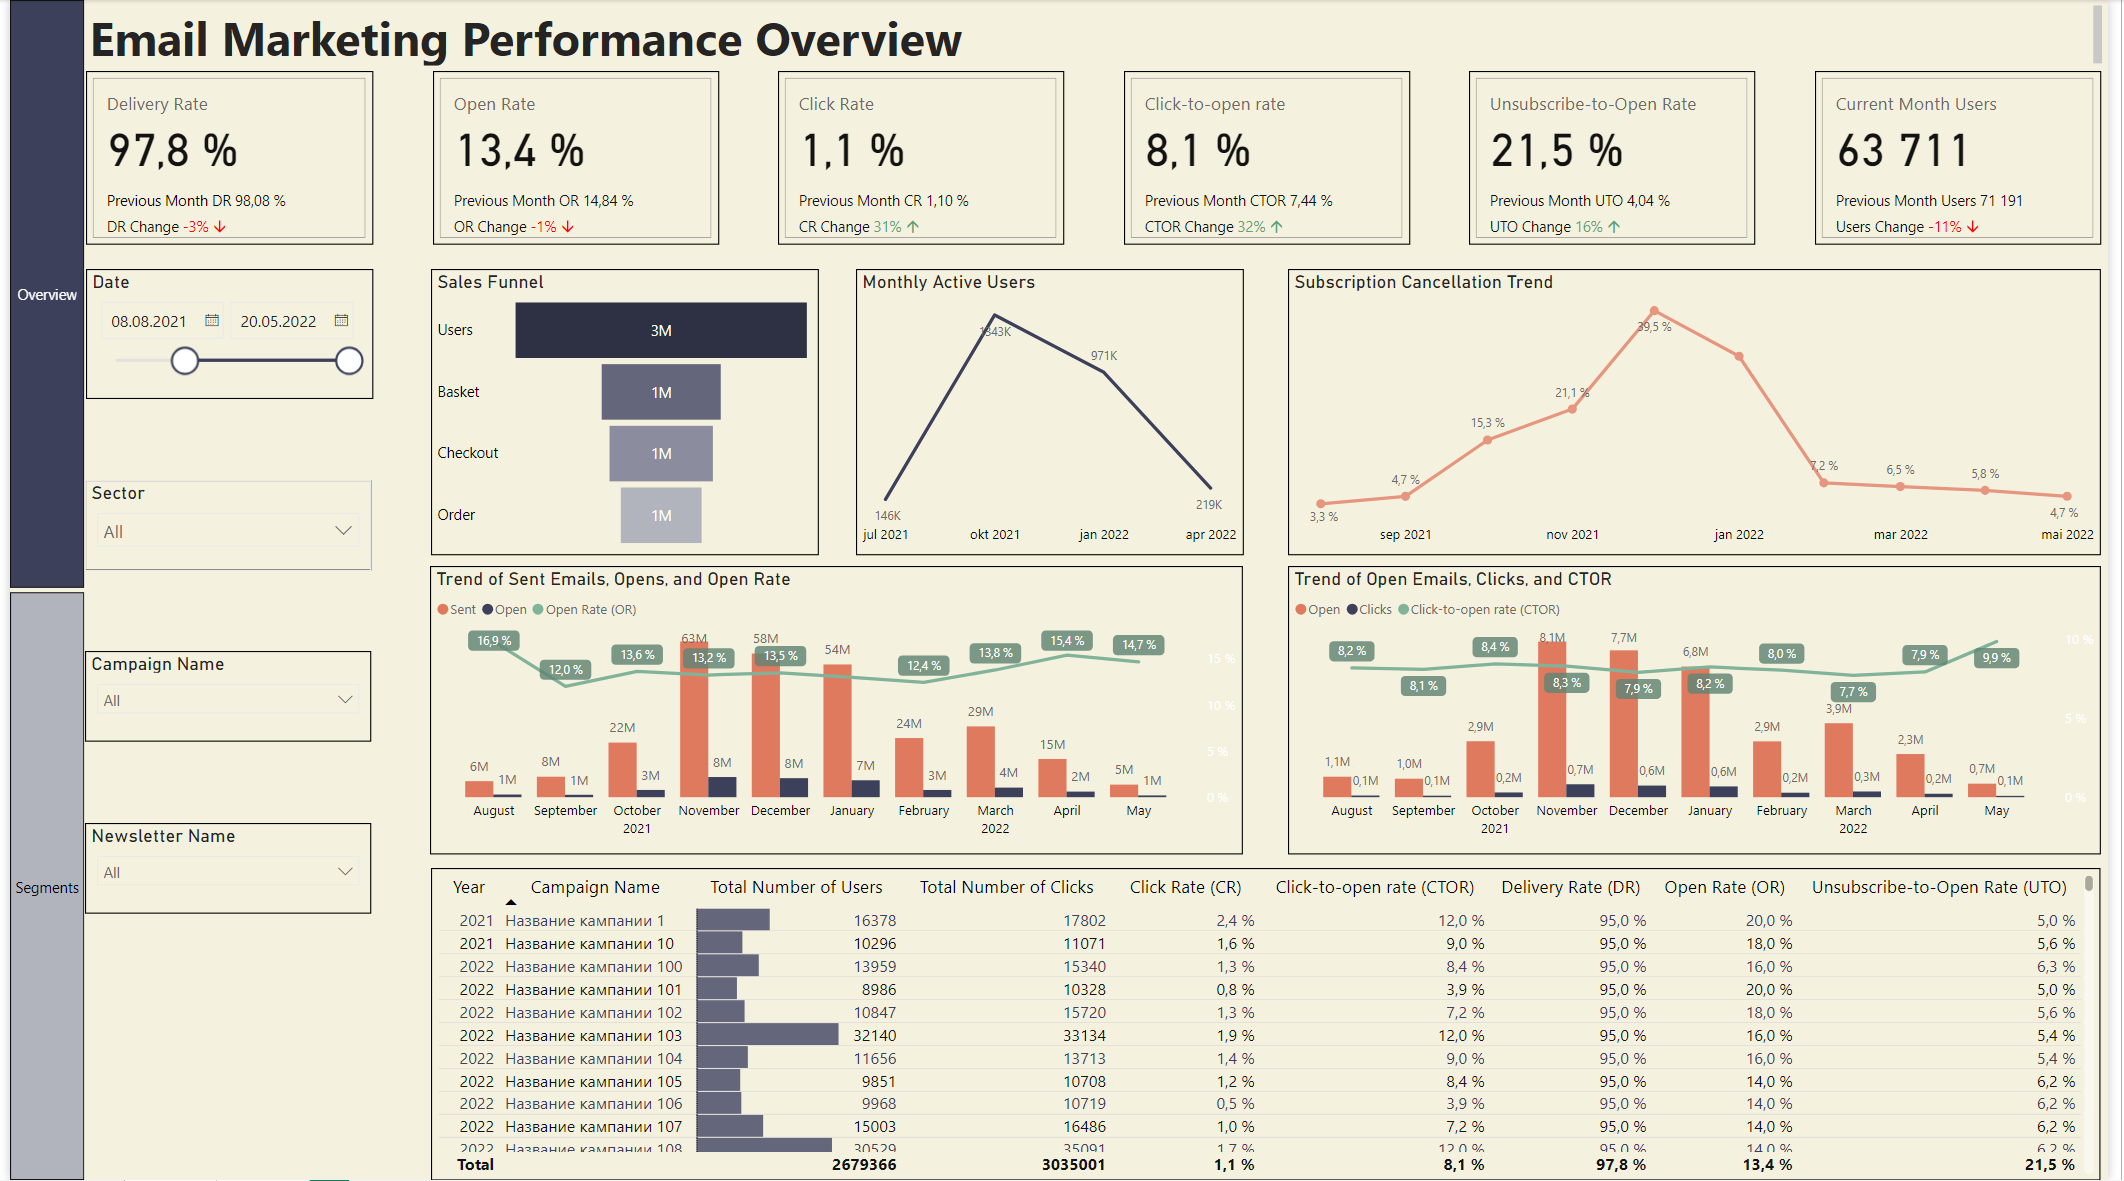 Email Marketing Performance Overview
Delivery Rate
97,8 %
Previous Month DR 98,08 %
DR Change -3% ↓
Open Rate
13,4 %
Previous Month OR 14,84 %
OR Change -1% ↓
Click Rate
1,1 %
Previous Month CR 1,10 %
CR Change 31% ↑
Click-to-open rate
8,1 %
Previous Month CTOR 7,44 %
CTOR Change 32% ↑
Unsubscribe-to-Open Rate
21,5 %
Previous Month UTO 4,04 %
UTO Change 16% ↑
Current Month Users
63 711
Previous Month Users 71 191
Users Change -11% ↓
Overview
Segments
Date
08.08.2021 20.05.2022
Sector
All
Campaign Name
All
Newsletter Name
All
Sales Funnel
Users 3M
Basket 1M
Checkout 1M
Order 1M
Monthly Active Users
1343K
971K
146K
219K
jul 2021 okt 2021 jan 2022 apr 2022
Subscription Cancellation Trend
39,5 %
21,1 %
15,3 %
7,2 % 6,5 % 5,8 %
4,7 %
3,3 %
4,7 %
sep 2021 nov 2021 jan 2022 mar 2022 mai 2022
Trend of Sent Emails, Opens, and Open Rate
Sent Open Open Rate (OR)
16,9 % 12,0 % 13,6 % 13,2 % 13,5 % 12,4 % 13,8 % 15,4 % 14,7 %
6M 8M 22M 63M 58M 54M 24M 29M 15M 5M
1M 1M 3M 8M 8M 7M 3M 4M 2M 1M
15 %
10 %
5 %
0 %
August September October November December January February March April May
2021 2022
Trend of Open Emails, Clicks, and CTOR
Open Clicks Click-to-open rate (CTOR)
8,2 % 8,1 % 8,4 % 8,3 % 7,9 % 8,2 % 8,0 % 7,7 % 7,9 % 9,9 %
1,1M 1,0M 2,9M 8,1M 7,7M 6,8M 2,9M 3,9M 2,3M 0,7M
0,1M 0,1M 0,2M 0,7M 0,6M 0,6M 0,2M 0,3M 0,2M 0,1M
10 %
5 %
0 %
August September October November December January February March April May
2021 2022
Year Campaign Name Total Number of Users Total Number of Clicks Click Rate (CR) Click-to-open rate (CTOR) Delivery Rate (DR) Open Rate (OR) Unsubscribe-to-Open Rate (UTO)
2021 Название кампании 1 16378 17802 2,4 % 12,0 % 95,0 % 20,0 % 5,0 %
2021 Название кампании 10 10296 11071 1,6 % 9,0 % 95,0 % 18,0 % 5,6 %
2022 Название кампании 100 13959 15340 1,3 % 8,4 % 95,0 % 16,0 % 6,3 %
2022 Название кампании 101 8986 10328 0,8 % 3,9 % 95,0 % 20,0 % 5,0 %
2022 Название кампании 102 10847 15720 1,3 % 7,2 % 95,0 % 18,0 % 5,6 %
2022 Название кампании 103 32140 33134 1,9 % 12,0 % 95,0 % 16,0 % 5,4 %
2022 Название кампании 104 11656 13713 1,4 % 9,0 % 95,0 % 16,0 % 5,4 %
2022 Название кампании 105 9851 10708 1,2 % 8,4 % 95,0 % 14,0 % 6,2 %
2022 Название кампании 106 9968 10719 0,5 % 3,9 % 95,0 % 14,0 % 6,2 %
2022 Название кампании 107 15003 16486 1,0 % 7,2 % 95,0 % 14,0 % 6,2 %
2022 Название кампании 108 30529 35091 1,7 % 12,0 % 95,0 % 14,0 % 6,2 %
Total 2679366 3035001 1,1 % 8,1 % 97,8 % 13,4 % 21,5 %